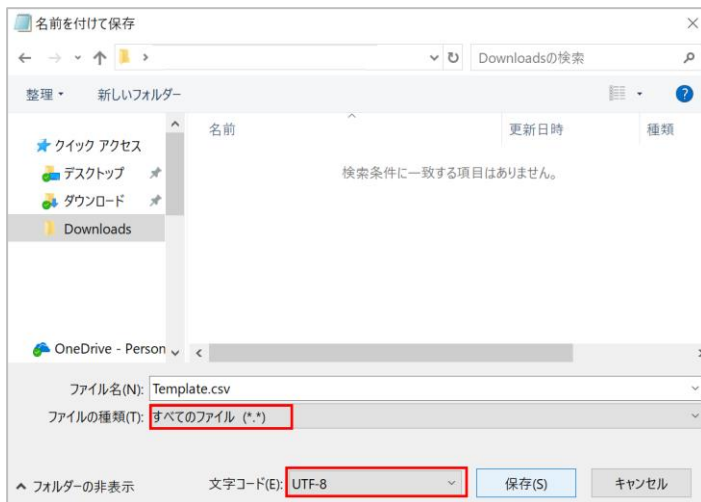 名前を付けて保存
Downloadsの検索
整理 新しいフォルダー
名前 更新日時 種類
検索条件に一致する項目はありません。
クイック アクセス
デスクトップ
ダウンロード
Downloads
OneDrive - Person
ファイル名(N): Template.csv
ファイルの種類(T): すべてのファイル (*.*)
フォルダーの非表示 文字コード(E): UTF-8 保存(S) キャンセル